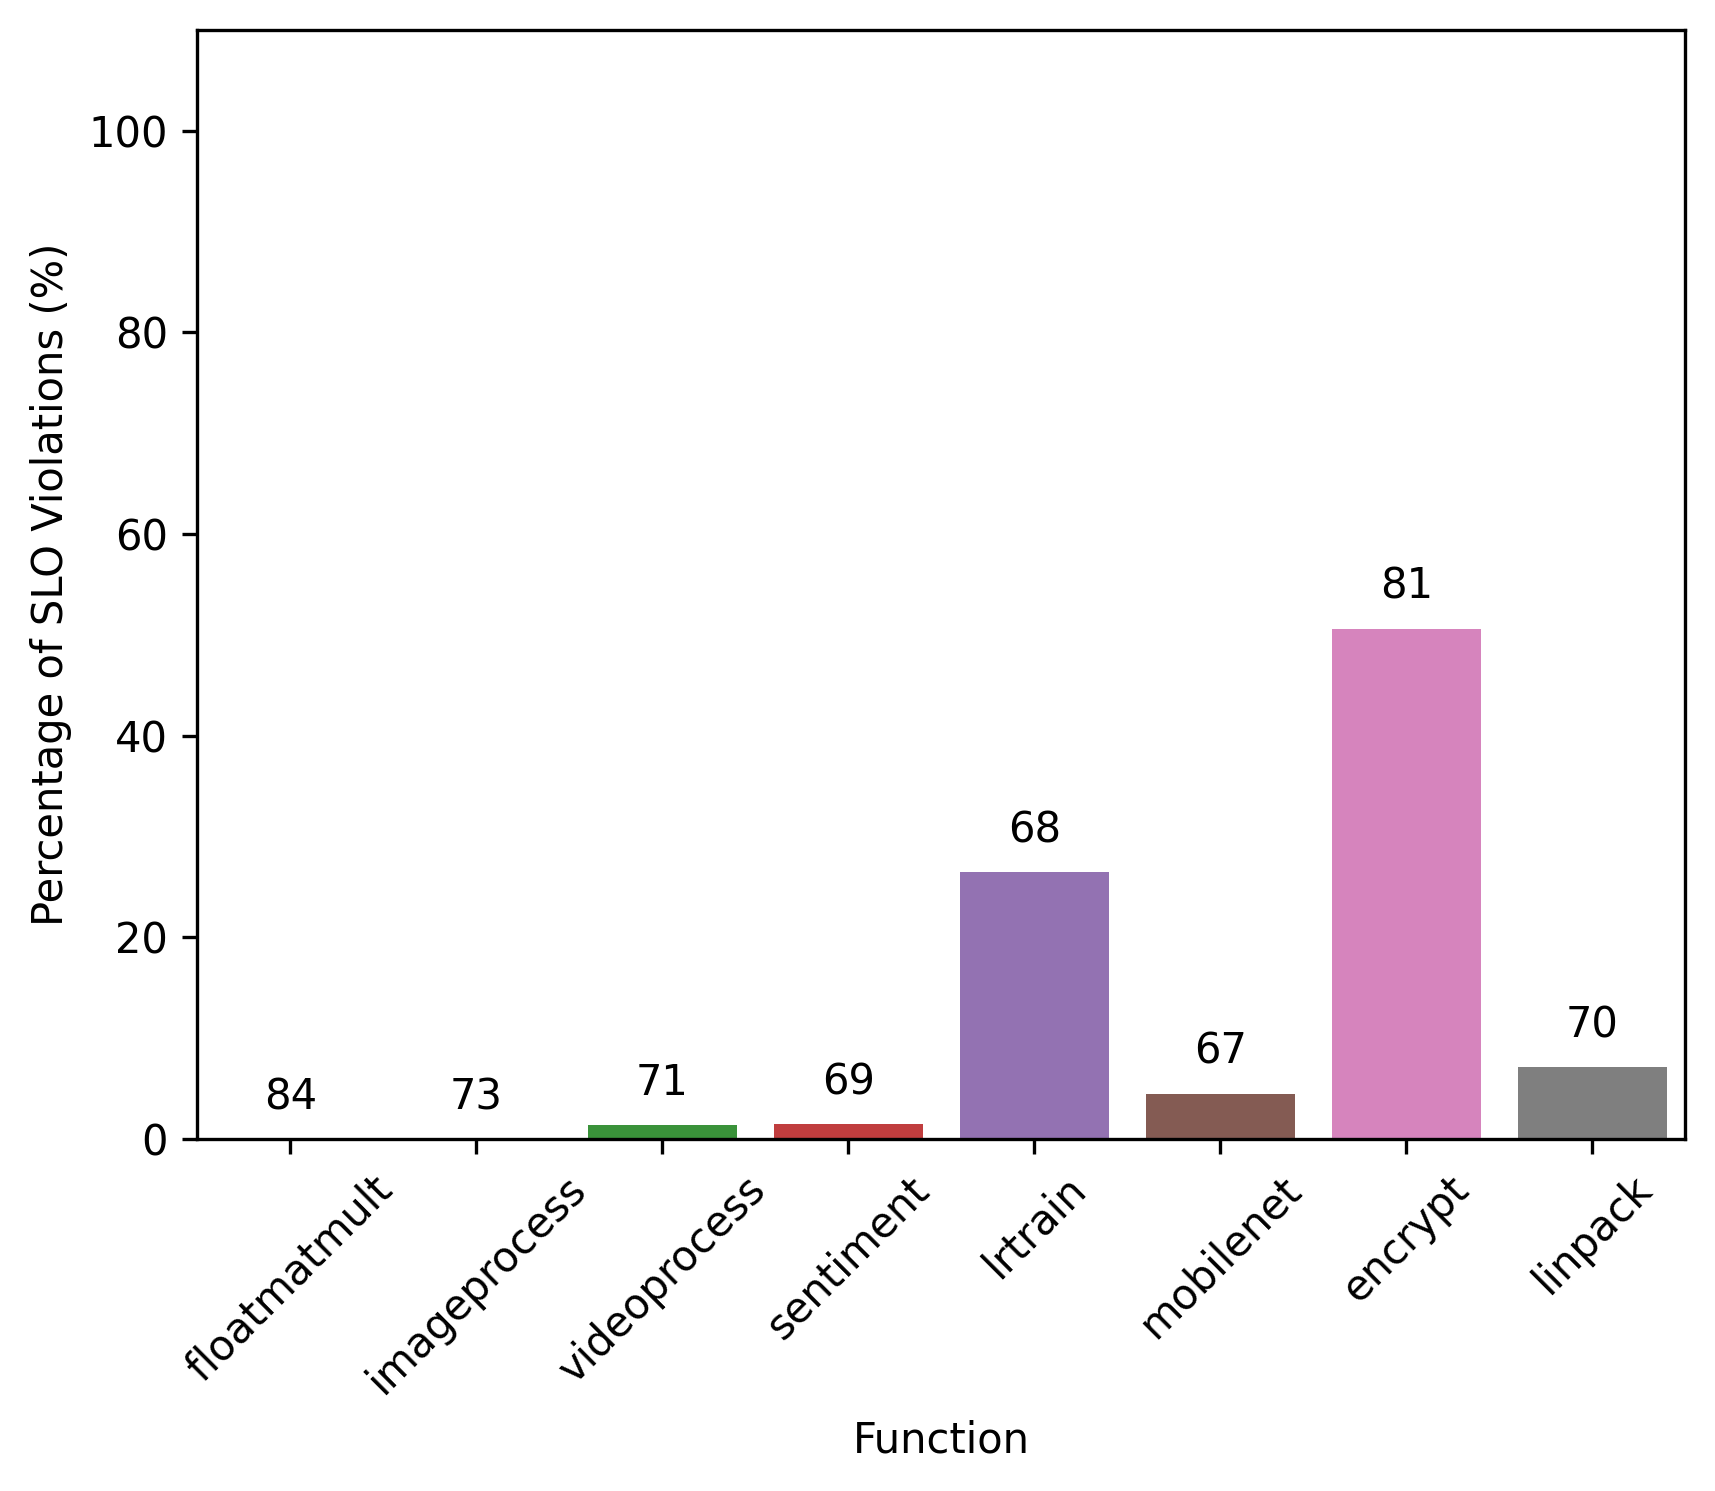 Percentage of SLO Violations (%)
100
80
60
40
20
0
84
73
71
69
68
67
81
70
floatmatmult
imageprocess
videoprocess
sentiment
lrtrain
mobilenet
encrypt
linpack
Function